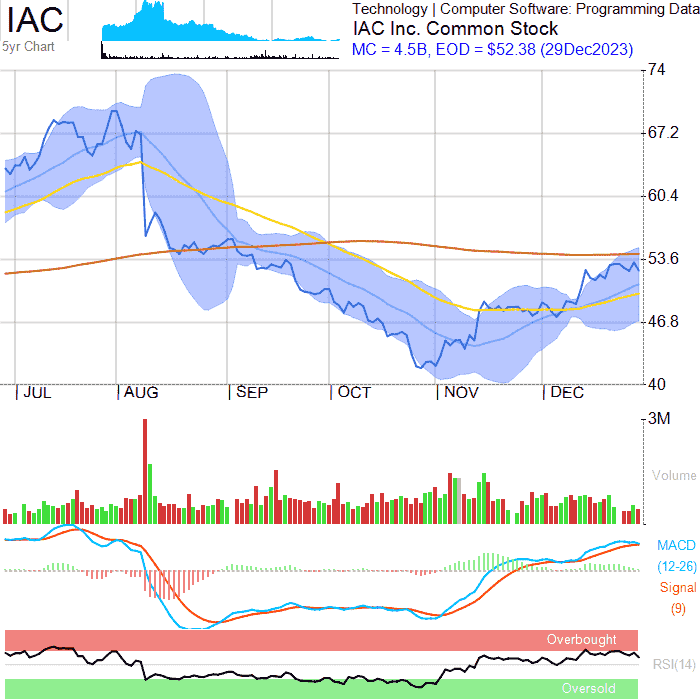 IAC
5yr Chart
Technology | Computer Software: Programming Data
IAC Inc. Common Stock
MC = 4.5B, EOD = $52.38 (29Dec2023)
74
67.2
60.4
53.6
46.8
40
JUL AUG SEP OCT NOV DEC
3M
Volume
MACD
(12-26)
Signal
(9)
Overbought
RSI(14)
Oversold